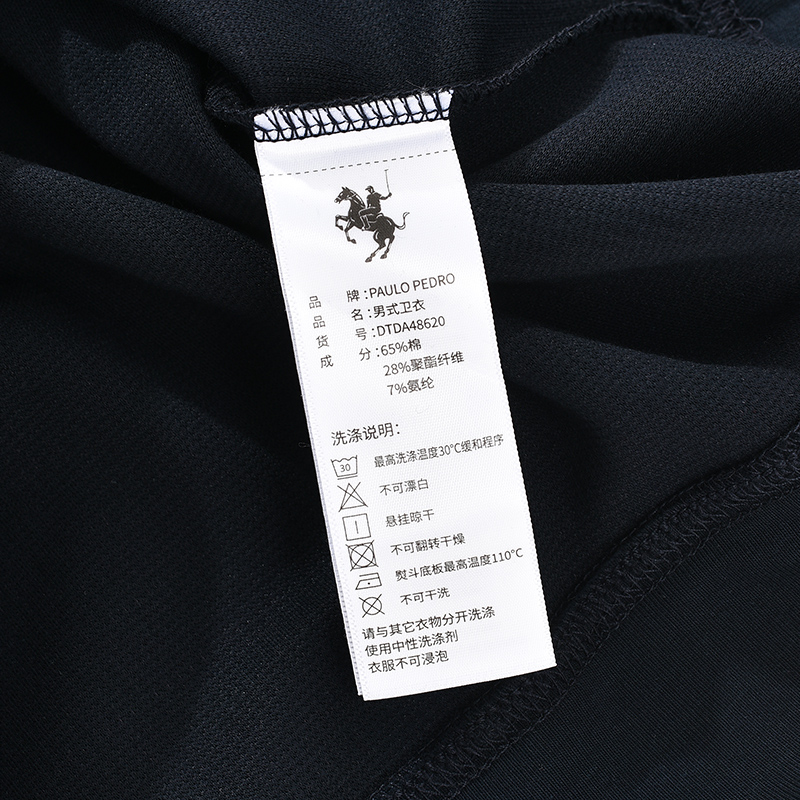 品 牌:PAULO PEDRO
品 名:男式卫衣
货 号:DTDA48620
成 分:65%棉
28%聚酯纤维
7%氨纶
洗涤说明:
30 最高洗涤温度30°C缓和程序
不可漂白
悬挂晾干
不可翻转干燥
熨斗底板最高温度110°C
不可干洗
请与其它衣物分开洗涤
使用中性洗涤剂
衣服不可浸泡